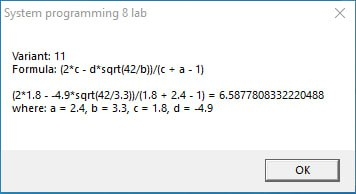 System programming 8 lab
Variant: 11
Formula: (2*c - d*sqrt(42/b))/(c + a - 1)
(2*1.8 - -4.9*sqrt(42/3.3))/(1.8 + 2.4 - 1) = 6.5877808332220488
where: a = 2.4, b = 3.3, c = 1.8, d = -4.9
OK